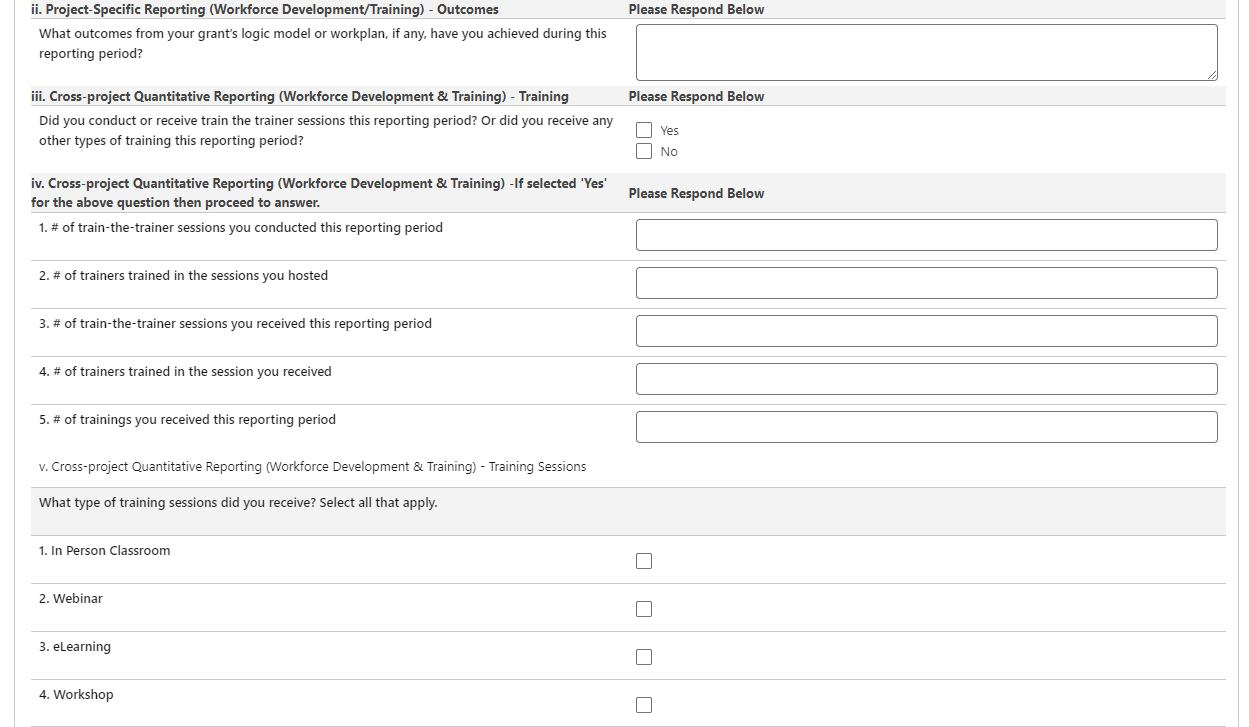 ii. Project-Specific Reporting (Workforce Development/Training) - Outcomes
Please Respond Below
What outcomes from your grant's logic model or workplan, if any, have you achieved during this
reporting period?
iii. Cross-project Quantitative Reporting (Workforce Development & Training) - Training
Please Respond Below
Did you conduct or receive train the trainer sessions this reporting period? Or did you receive any
other types of training this reporting period?
Yes
No
iv. Cross-project Quantitative Reporting (Workforce Development & Training) -If selected 'Yes'
for the above question then proceed to answer.
Please Respond Below
1. # of train-the-trainer sessions you conducted this reporting period
2. # of trainers trained in the sessions you hosted
3. # of train-the-trainer sessions you received this reporting period
4. # of trainers trained in the session you received
5. # of trainings you received this reporting period
v. Cross-project Quantitative Reporting (Workforce Development & Training) - Training Sessions
What type of training sessions did you receive? Select all that apply.
1. In Person Classroom
2. Webinar
3. eLearning
4. Workshop